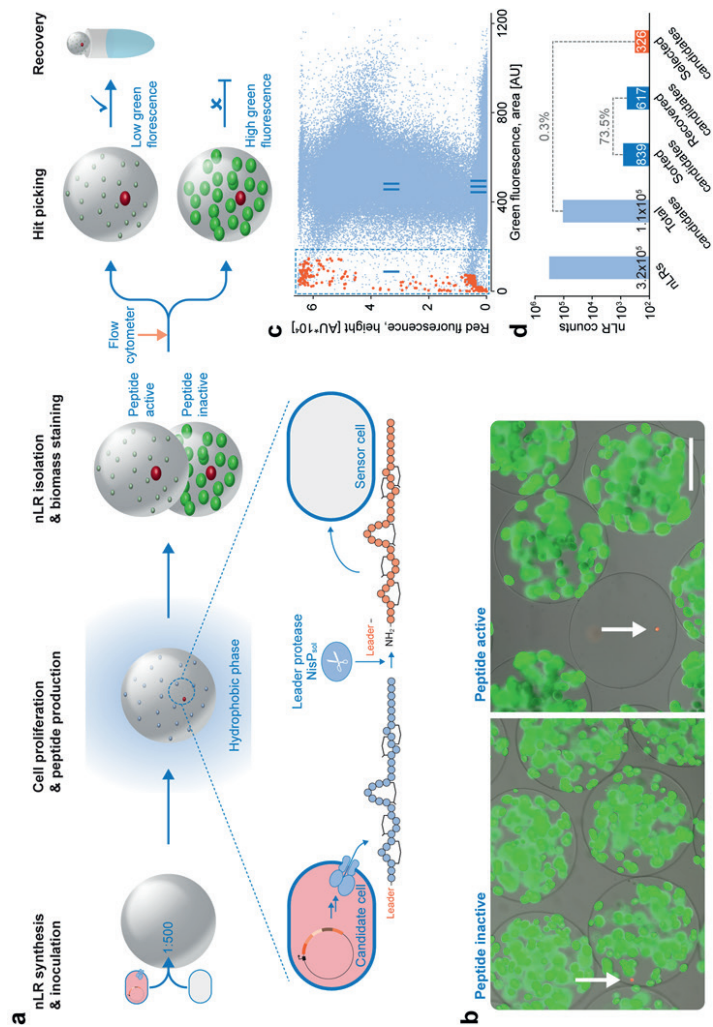 a
nLR synthesis
& inoculation
1:500
Cell proliferation
& peptide production
Hydrophobic phase
nLR isolation
& biomass staining
Peptide
active
Peptide
inactive
Flow
cytometer
Hit picking
Low green
florescence
High green
fluorescence
Recovery
Candidate cell
Leader
Leader protease
NisPsol
Leader
NH2
Sensor cell
b
Peptide inactive
Peptide active
c
Red fluorescence, height [AU*10⁴]
6
4
2
0
0
400
800
1200
Green fluorescence, area [AU]
I
II
III
II
III
d
nLR counts
10⁶
10⁵
10⁴
10³
10²
3.2x10⁵
1.1x10⁵
839
617
326
0.3%
73.5%
nLRs
Total
candidates
Sorted
candidates
Recovered
candidates
Selected
candidates